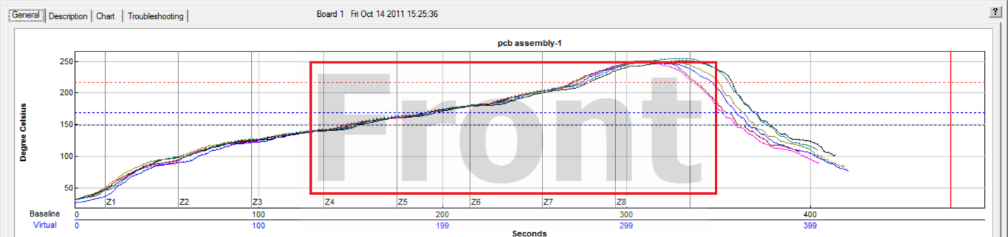 General Description Chart Troubleshooting Board 1 Fri Oct 14 2011 15:25:36 ?
pcb assembly-1
Degree Celsius
250
200
150
100
50
Front
Z1 Z2 Z3 Z4 Z5 Z6 Z7 Z8
Baseline 0 100 200 300 400
Virtual 0 100 199 299 399
Seconds